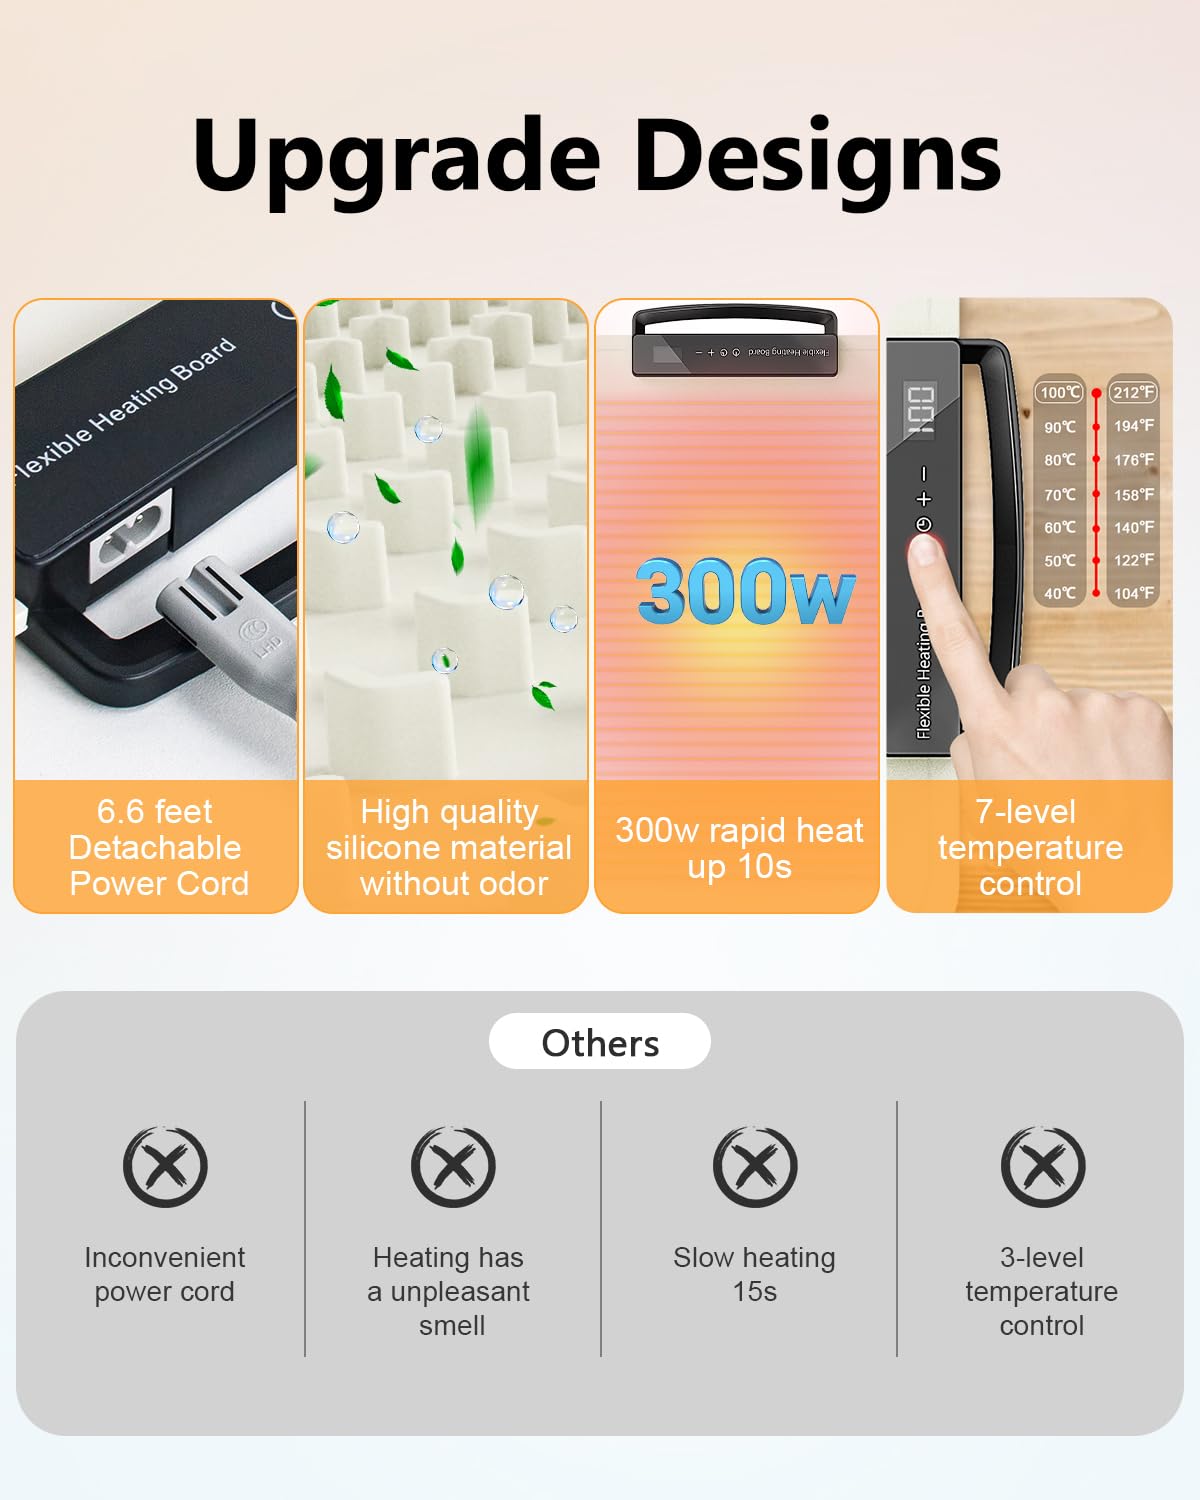 Upgrade Designs
Flexible Heating Board
LHD
6.6 feet
Detachable
Power Cord
High quality
silicone material
without odor
Flexible Heating Board
300w
300w rapid heat
up 10s
100
Flexible Heating
100℃ 212℉
90℃ 194℉
80℃ 176℉
70℃ 158℉
60℃ 140℉
50℃ 122℉
40℃ 104℉
7-level
temperature
control
Others
Inconvenient
power cord
Heating has
a unpleasant
smell
Slow heating
15s
3-level
temperature
control